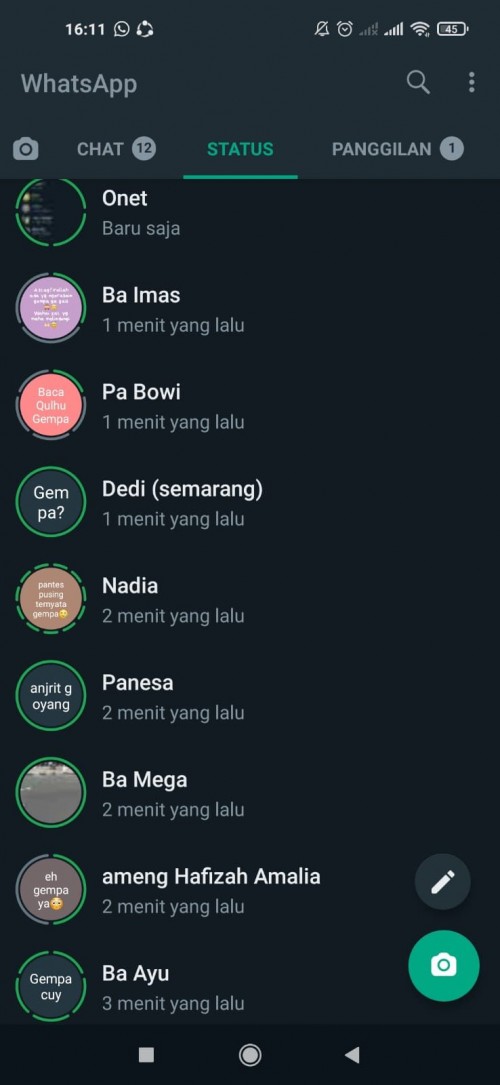 16:11
45
WhatsApp
CHAT 12
STATUS
PANGGILAN 1
Onet
Baru saja
Ba Imas
1 menit yang lalu
Baca
Qulhu
Gempa
Pa Bowi
1 menit yang lalu
Gem
pa?
Dedi (semarang)
1 menit yang lalu
pantes
pusing
ternyata
gempa😥
Nadia
2 menit yang lalu
anjrit g
oyang
Panesa
2 menit yang lalu
Ba Mega
2 menit yang lalu
eh
gempa
ya😳
ameng Hafizah Amalia
2 menit yang lalu
Gempa
cuy
Ba Ayu
3 menit yang lalu